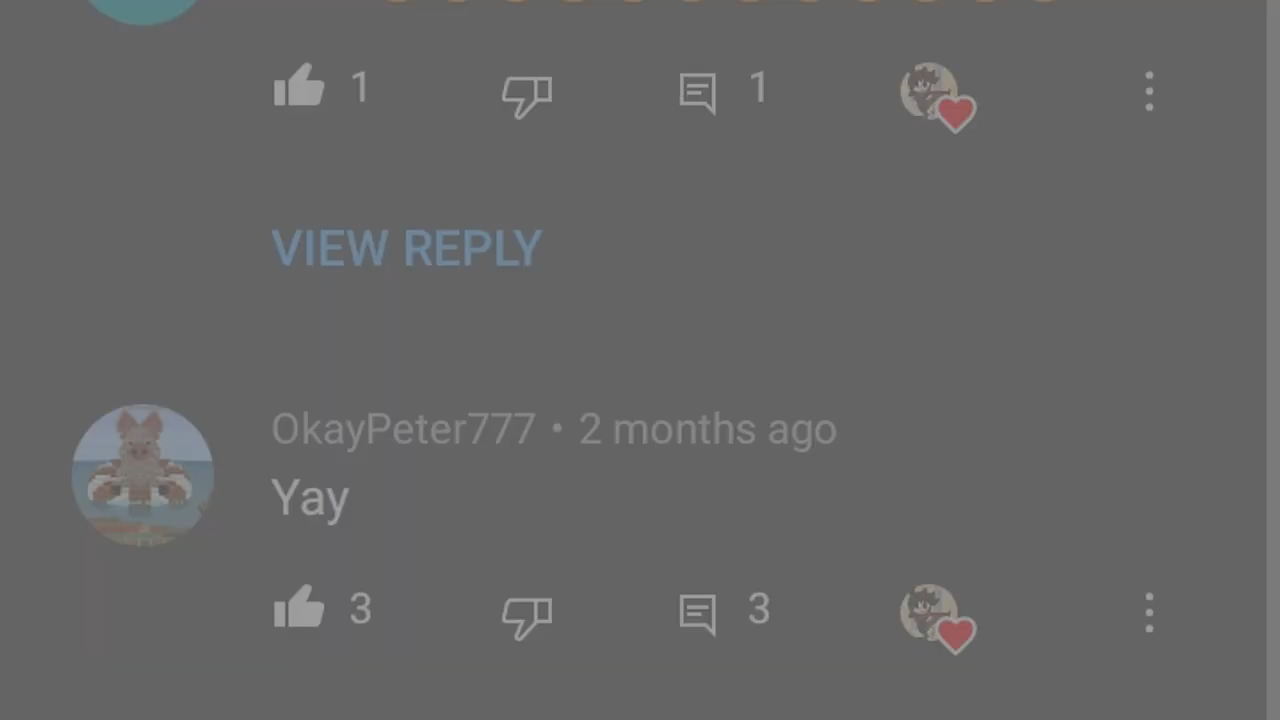 1 1
VIEW REPLY
OkayPeter777 • 2 months ago
Yay
3 3